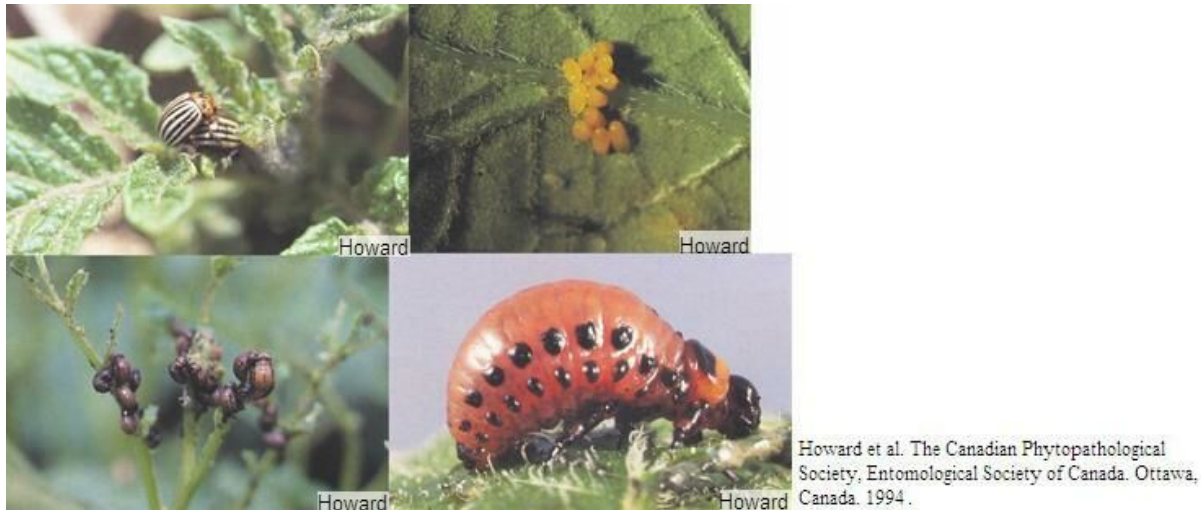 Howard
Howard
Howard
Howard
Howard et al. The Canadian Phytopathological
Society, Entomological Society of Canada. Ottawa,
Canada. 1994.